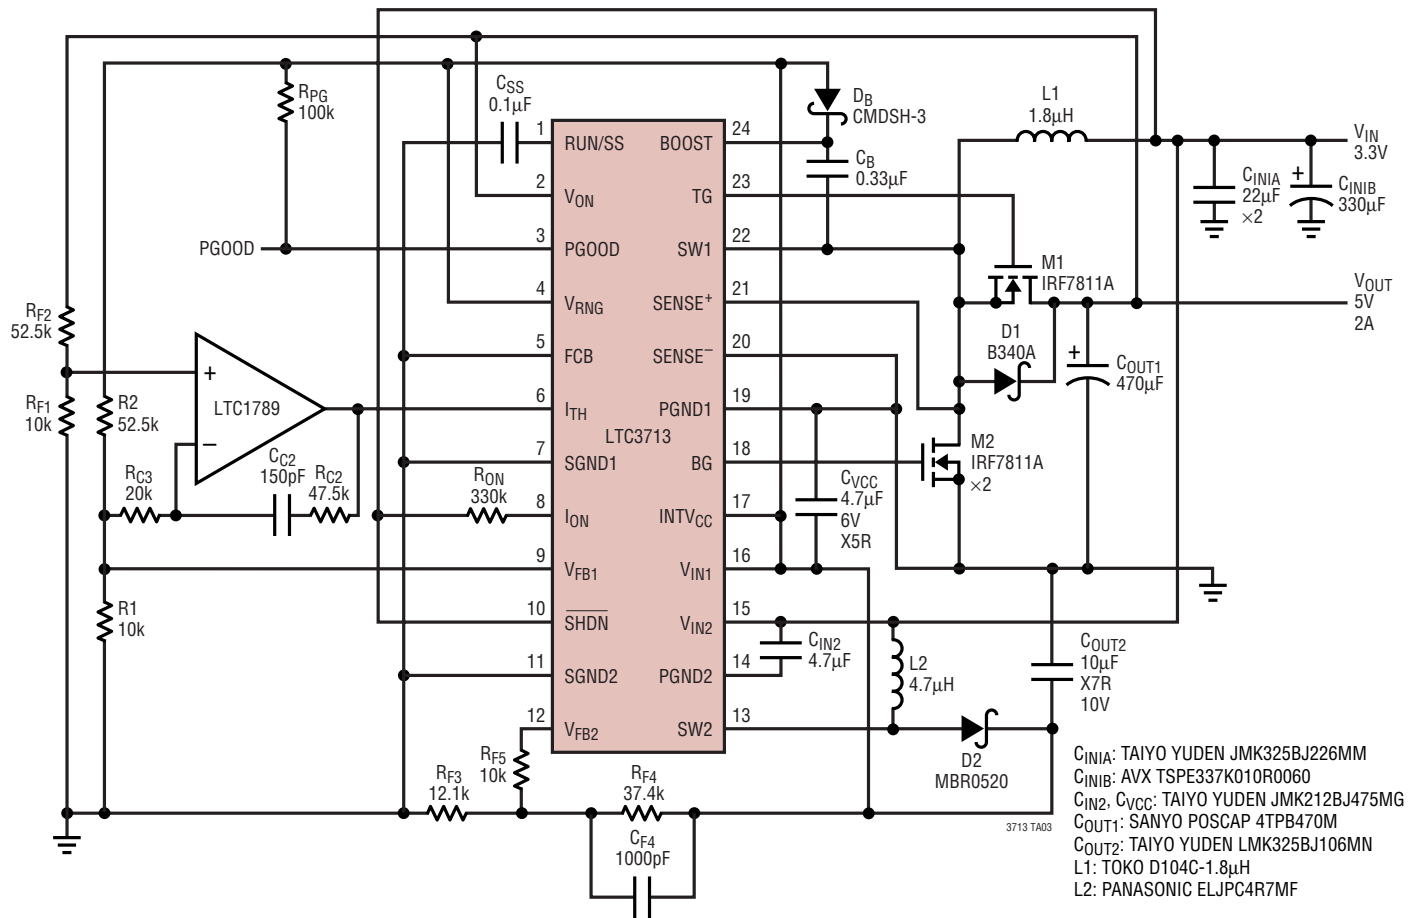 RPG
100k
CSS
0.1µF
DB
CMDSH-3
L1
1.8µH
VIN
3.3V
1
RUN/SS
BOOST
24
CB
0.33µF
2
VON
TG
23
CINIA
22µF
×2
+
CINIB
330µF
PGOOD
3
PGOOD
SW1
22
M1
IRF7811A
4
VRNG
SENSE+
21
VOUT
5V
2A
RF2
52.5k
D1
B340A
5
FCB
SENSE–
20
+
COUT1
470µF
+
LTC1789
–
RF1
10k
R2
52.5k
6
ITH
PGND1
19
LTC3713
M2
IRF7811A
×2
7
SGND1
BG
18
RC3
20k
CC2
150pF
RC2
47.5k
RON
330k
CVCC
4.7µF
6V
X5R
8
ION
INTVCC
17
9
VFB1
VIN1
16
R1
10k
10
SHDN
VIN2
15
CIN2
4.7µF
L2
4.7µH
COUT2
10µF
X7R
10V
11
SGND2
PGND2
14
12
VFB2
SW2
13
D2
MBR0520
RF5
10k
RF3
12.1k
RF4
37.4k
CF4
1000pF
3713 TA03
CINIA: TAIYO YUDEN JMK325BJ226MM
CINIB: AVX TSPE337K010R0060
CIN2, CVCC: TAIYO YUDEN JMK212BJ475MG
COUT1: SANYO POSCAP 4TPB470M
COUT2: TAIYO YUDEN LMK325BJ106MN
L1: TOKO D104C-1.8µH
L2: PANASONIC ELJPC4R7MF